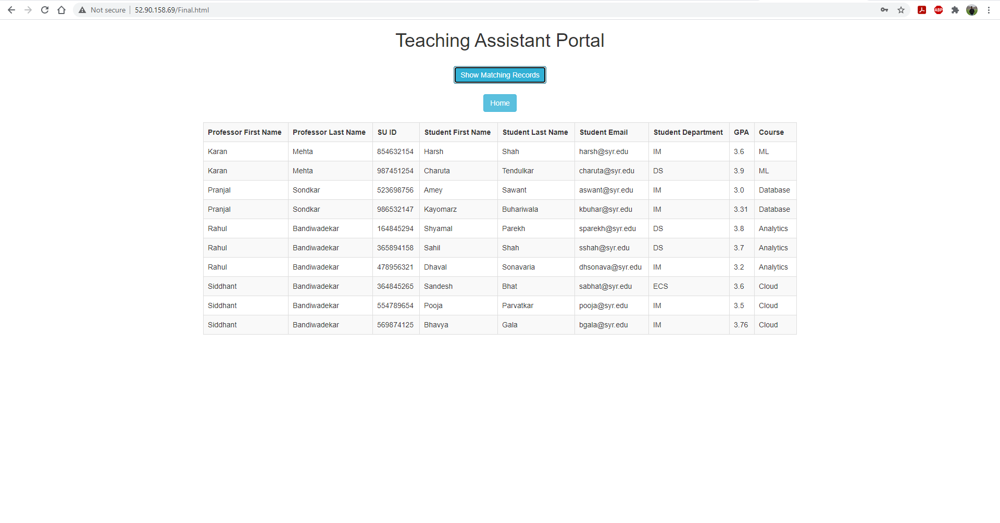 Not secure | 52.90.158.69/Final.html
ABP
Teaching Assistant Portal
Show Matching Records
Home
Professor First Name Professor Last Name SU ID Student First Name Student Last Name Student Email Student Department GPA Course
Karan Mehta 854632154 Harsh Shah harsh@syr.edu IM 3.6 ML
Karan Mehta 987451254 Charuta Tendulkar charuta@syr.edu DS 3.9 ML
Pranjal Sondkar 523698756 Amey Sawant aswant@syr.edu IM 3.0 Database
Pranjal Sondkar 986532147 Kayomarz Buhariwala kbuhar@syr.edu IM 3.31 Database
Rahul Bandiwadekar 164845294 Shyamal Parekh sparekh@syr.edu DS 3.8 Analytics
Rahul Bandiwadekar 365894158 Sahil Shah sshah@syr.edu DS 3.7 Analytics
Rahul Bandiwadekar 478956321 Dhaval Sonavaria dhsonava@syr.edu IM 3.2 Analytics
Siddhant Bandiwadekar 364845265 Sandesh Bhat sabhat@syr.edu ECS 3.6 Cloud
Siddhant Bandiwadekar 554789654 Pooja Parvatkar pooja@syr.edu IM 3.5 Cloud
Siddhant Bandiwadekar 569874125 Bhavya Gala bgala@syr.edu IM 3.76 Cloud